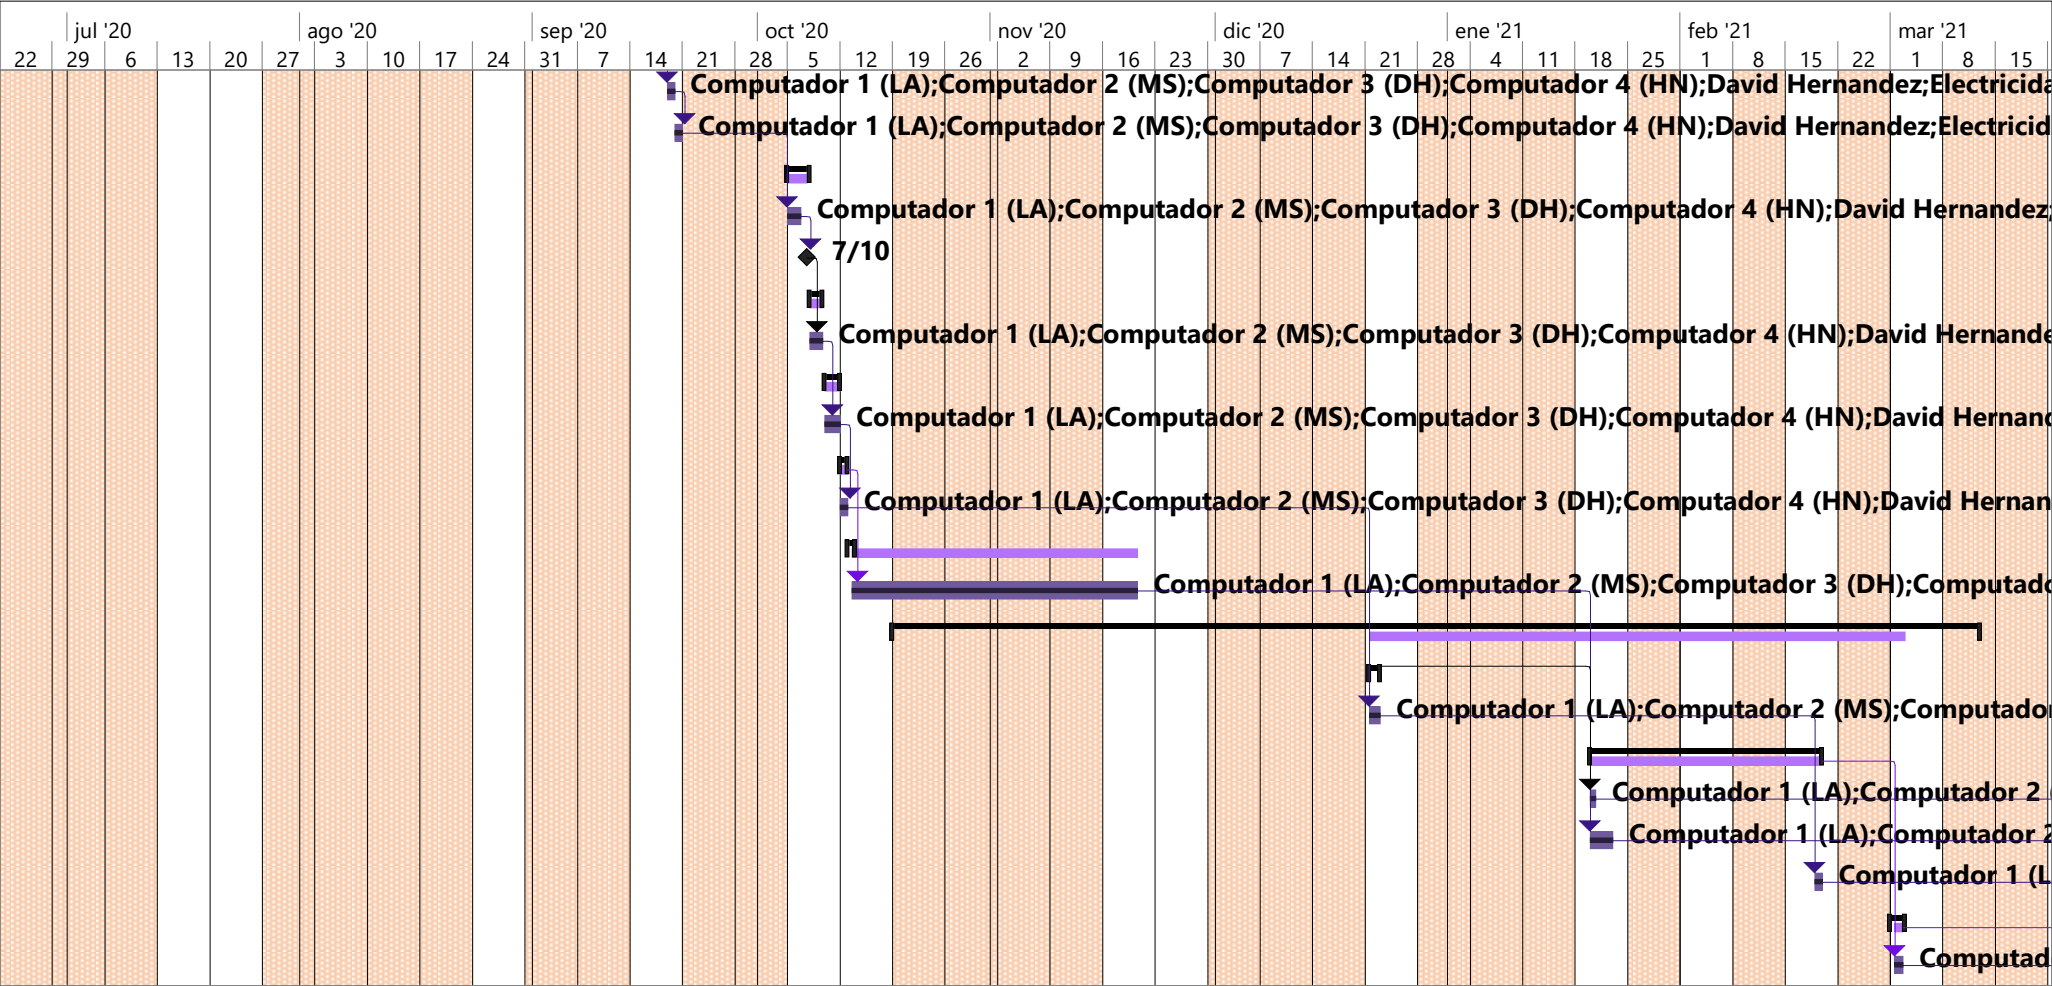 jul '20 ago '20 sep '20 oct '20 nov '20 dic '20 ene '21 feb '21 mar '21
22 29 6 13 20 27 3 10 17 24 31 7 14 21 28 5 12 19 26 2 9 16 23 30 7 14 21 28 4 11 18 25 1 8 15 22 1 8 15
Computador 1 (LA);Computador 2 (MS);Computador 3 (DH);Computador 4 (HN);David Hernandez;Electricida
Computador 1 (LA);Computador 2 (MS);Computador 3 (DH);Computador 4 (HN);David Hernandez;Electricid
Computador 1 (LA);Computador 2 (MS);Computador 3 (DH);Computador 4 (HN);David Hernandez;
7/10
Computador 1 (LA);Computador 2 (MS);Computador 3 (DH);Computador 4 (HN);David Hernande
Computador 1 (LA);Computador 2 (MS);Computador 3 (DH);Computador 4 (HN);David Hernand
Computador 1 (LA);Computador 2 (MS);Computador 3 (DH);Computador 4 (HN);David Hernan
Computador 1 (LA);Computador 2 (MS);Computador 3 (DH);Computado
Computador 1 (LA);Computador 2 (MS);Computador
Computador 1 (LA);Computador 2 (
Computador 1 (LA);Computador 2
Computador 1 (L
Computad